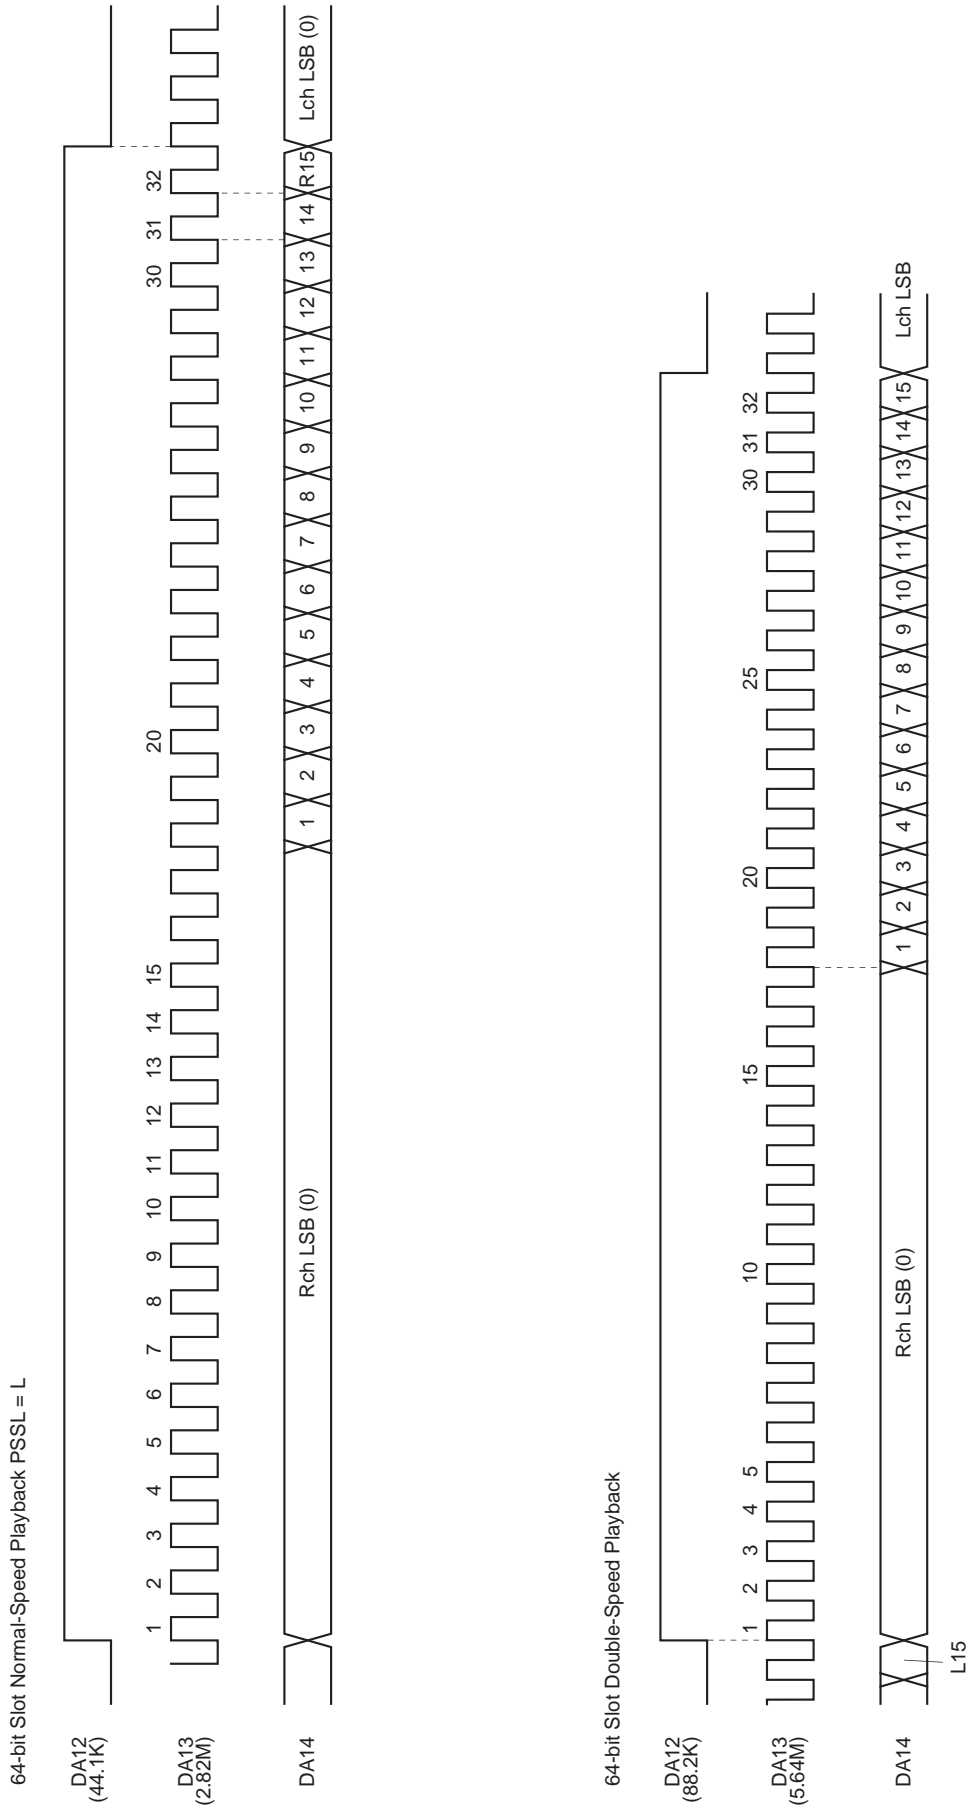 64-bit Slot Normal-Speed Playback PSSL = L
DA12
(44.1K)
1 2 3 4 5 6 7 8 9 10 11 12 13 14 15 20 30 31 32
DA13
(2.82M)
DA14 Rch LSB (0) 1 2 3 4 5 6 7 8 9 10 11 12 13 14 R15 Lch LSB (0)
64-bit Slot Double-Speed Playback
DA12
(88.2K)
1 2 3 4 5 10 15 20 25 30 31 32
DA13
(5.64M)
DA14 Rch LSB (0) 1 2 3 4 5 6 7 8 9 10 11 12 13 14 15 Lch LSB
L15